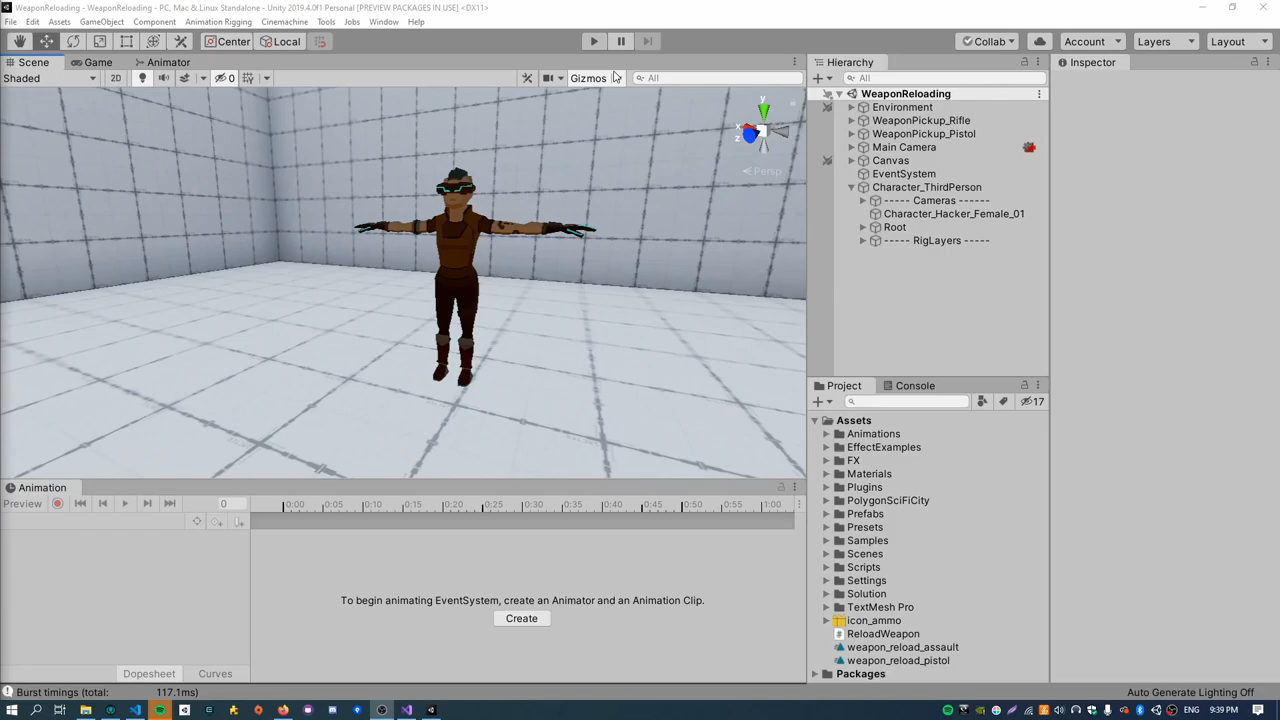 WeaponReloading - WeaponReloading - PC, Mac & Linux Standalone - Unity 2019.4.0f1 Personal [PREVIEW PACKAGES IN USE] <DX11>
File Edit Assets GameObject Component Animation Rigging Cinemachine Tools Jobs Window Help
Center Local Collab Account Layers Layout
Scene Game Animator Hierarchy Inspector
Shaded 2D 0 Gizmos All All
WeaponReloading
Environment
WeaponPickup_Rifle
WeaponPickup_Pistol
Main Camera
Canvas
EventSystem
Character_ThirdPerson
----- Cameras ------
Character_Hacker_Female_01
Root
----- RigLayers -----
y
x
z
Persp
Project Console
17
Assets
Animations
EffectExamples
FX
Materials
Plugins
PolygonSciFiCity
Prefabs
Presets
Samples
Scenes
Scripts
Settings
Solution
TextMesh Pro
icon_ammo
ReloadWeapon
weapon_reload_assault
weapon_reload_pistol
Packages
Animation
Preview 0 0:00 0:05 0:10 0:15 0:20 0:25 0:30 0:35 0:40 0:45 0:50 0:55 1:00
To begin animating EventSystem, create an Animator and an Animation Clip.
Create
Dopesheet Curves
Burst timings (total: 117.1ms) Auto Generate Lighting Off
ENG 9:39 PM